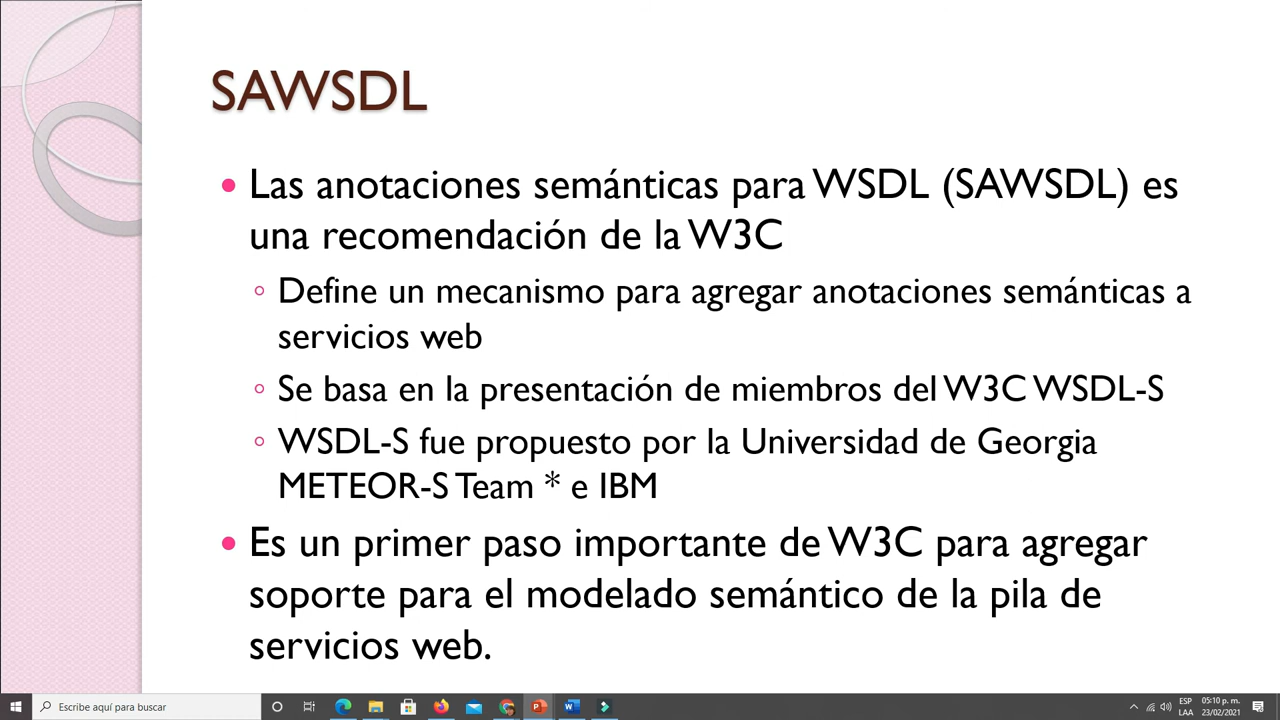 SAWSDL
• Las anotaciones semánticas para WSDL (SAWSDL) es
una recomendación de la W3C
◦ Define un mecanismo para agregar anotaciones semánticas a
servicios web
◦ Se basa en la presentación de miembros del W3C WSDL-S
◦ WSDL-S fue propuesto por la Universidad de Georgia
METEOR-S Team * e IBM
• Es un primer paso importante de W3C para agregar
soporte para el modelado semántico de la pila de
servicios web.
Escribe aquí para buscar
ESP 05:10 p. m.
LAA 23/02/2021